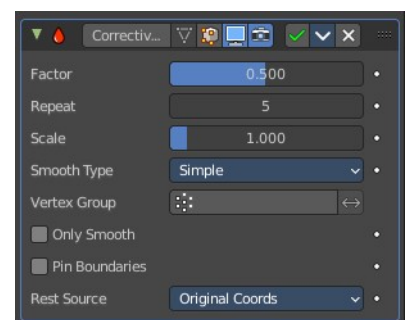 Correctiv...
Factor 0.500
Repeat 5
Scale 1.000
Smooth Type Simple
Vertex Group
Only Smooth
Pin Boundaries
Rest Source Original Coords